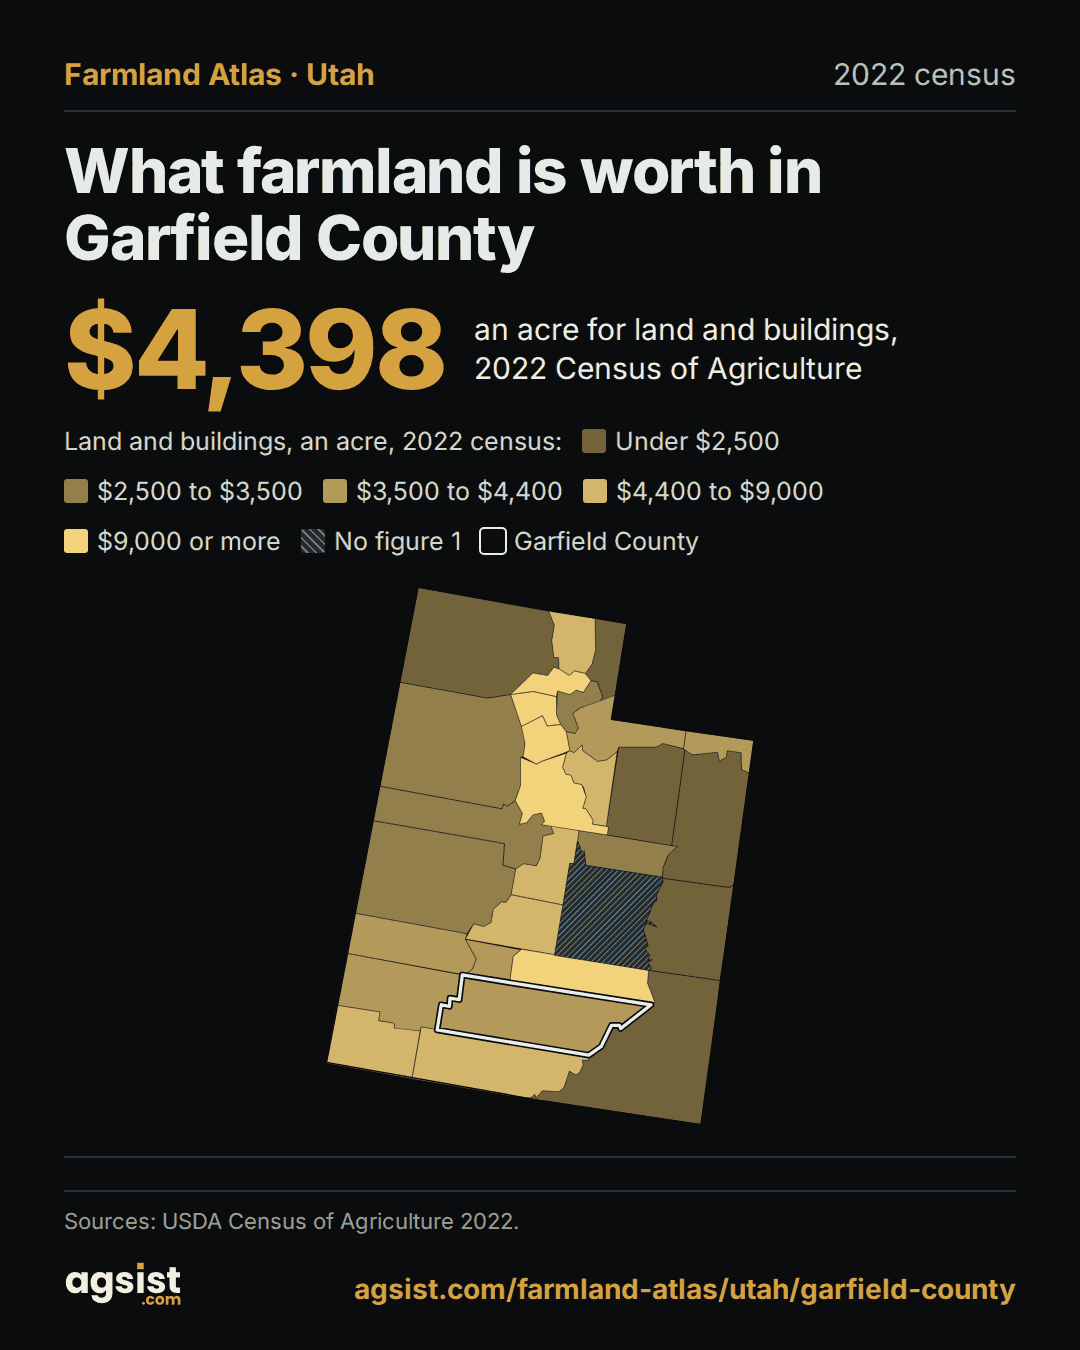 Farmland Atlas · Utah
2022 census
What farmland is worth in
Garfield County
$4,398
an acre for land and buildings,
2022 Census of Agriculture
Land and buildings, an acre, 2022 census: Under $2,500
$2,500 to $3,500 $3,500 to $4,400 $4,400 to $9,000
$9,000 or more No figure 1 Garfield County
Sources: USDA Census of Agriculture 2022.
agsist
.com
agsist.com/farmland-atlas/utah/garfield-county